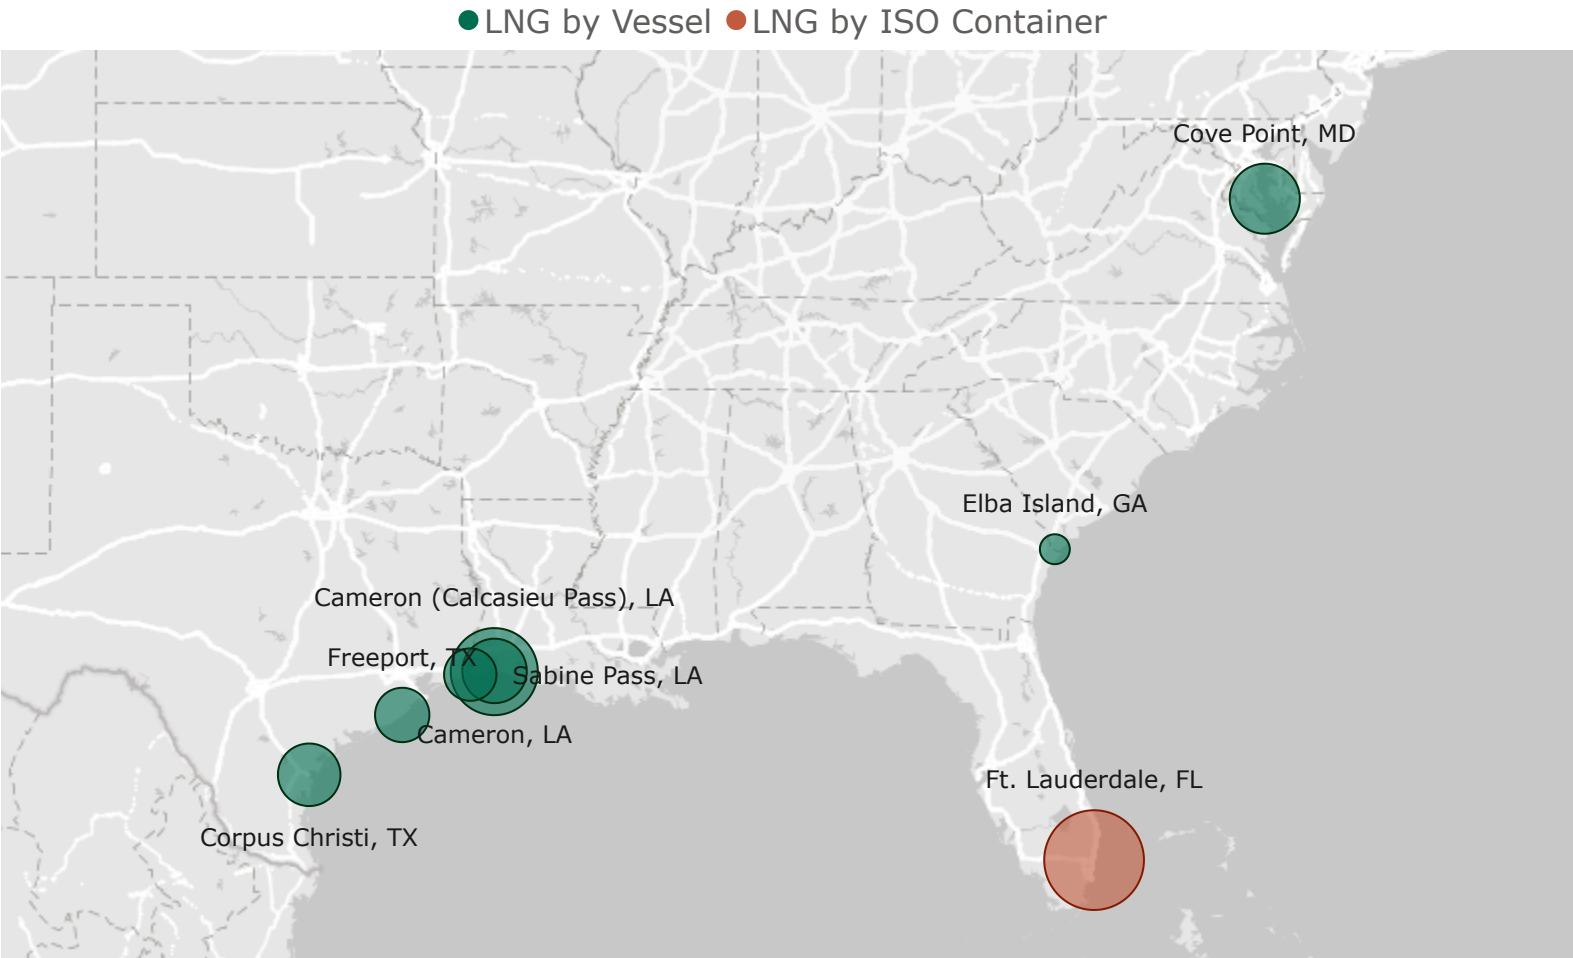 LNG by Vessel LNG by ISO Container
Cove Point, MD
Elba Island, GA
Cameron (Calcasieu Pass), LA
Freeport, TX
Sabine Pass, LA
Cameron, LA
Ft. Lauderdale, FL
Corpus Christi, TX